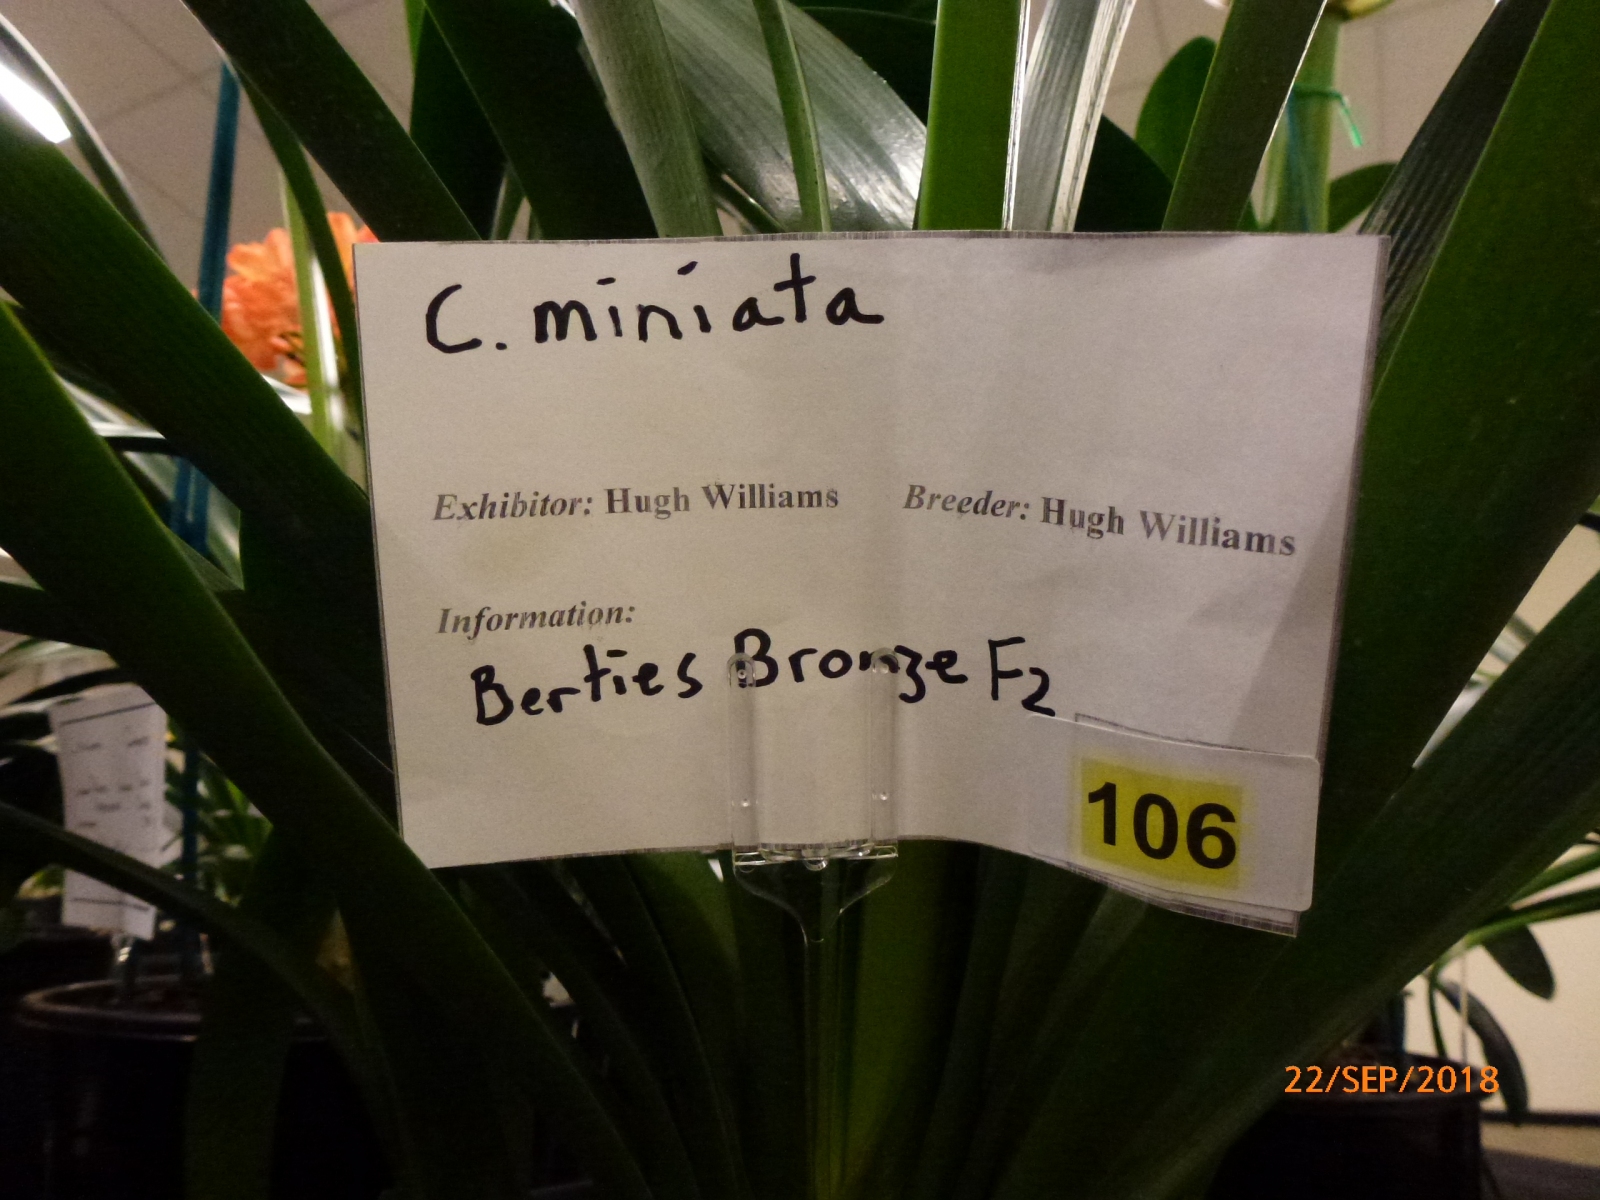 C. miniata
Exhibitor: Hugh Williams Breeder: Hugh Williams
Information:
Berties Bronze F2
106
22/SEP/2018